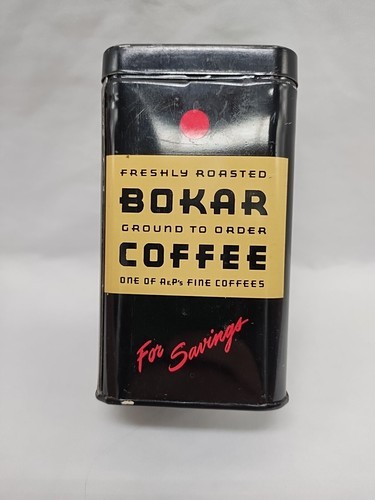 FRESHLY ROASTED
BOKAR
GROUND TO ORDER
COFFEE
ONE OF A&P's FINE COFFEES
For Savings